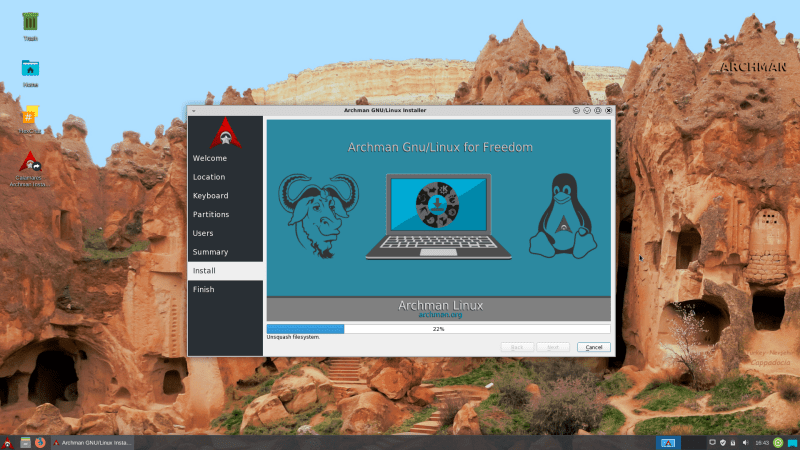 Trash
ARCHMAN
Home
Calamares
Archman Insta...
Archman GNU/Linux Installer
Welcome
Location
Keyboard
Partitions
Users
Summary
Install
Finish
Archman Gnu/Linux for Freedom
Archman Linux
archman.org
22%
Unsquash filesystem.
Back
Next
Cancel
Cappadocia
Archman GNU/Linux Insta...
16:43